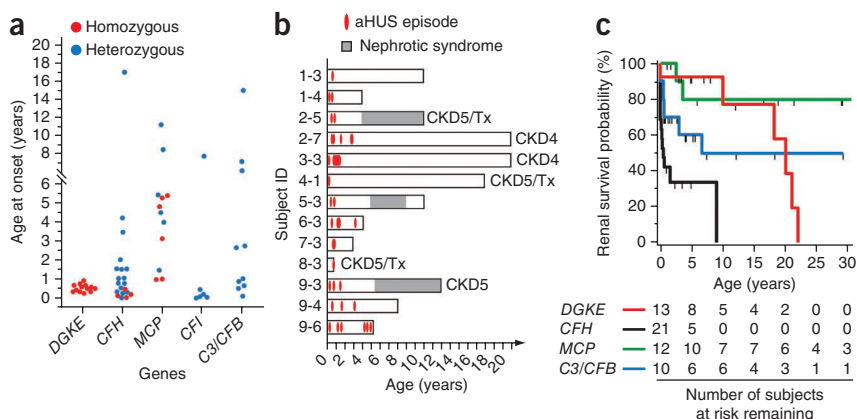 a
Homozygous
Heterozygous
Age at onset (years)
20
18
16
14
12
10
8
6
5
4
3
2
1
0
DGKE
CFH
MCP
CFI
C3/CFB
Genes
b
aHUS episode
Nephrotic syndrome
Subject ID
1-3
1-4
2-5 CKD5/Tx
2-7 CKD4
3-3 CKD4
4-1 CKD5/Tx
5-3
6-3
7-3
8-3 CKD5/Tx
9-3 CKD5
9-4
9-6
0 2 4 6 8 10 12 14 16 18 20
Age (years)
c
Renal survival probability (%)
100
80
60
40
20
0
0 5 10 15 20 25 30
Age (years)
DGKE 13 8 5 4 2 0 0
CFH 21 5 0 0 0 0 0
MCP 12 10 7 7 6 4 3
C3/CFB 10 6 6 4 3 1 1
Number of subjects
at risk remaining